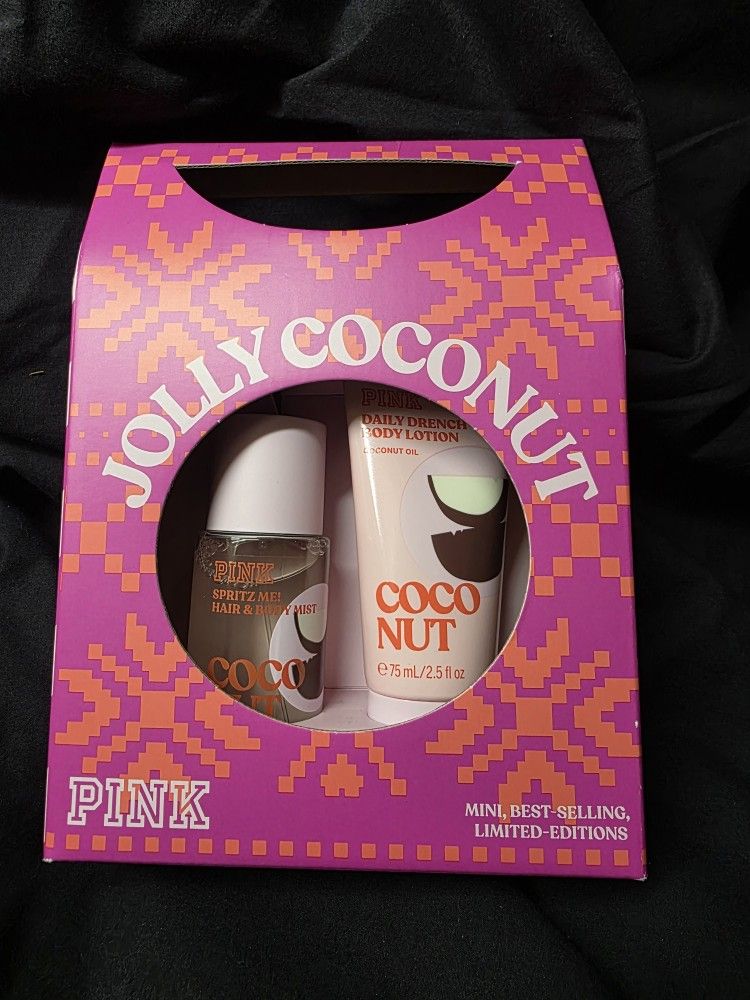 JOLLY COCONUT
PINK
SPRITZ ME!
HAIR & BODY MIST
COCO
PINK
DAILY DRENCH
BODY LOTION
COCONUT OIL
COCO
NUT
℮ 75 mL/2.5 fl oz
PINK
MINI, BEST-SELLING,
LIMITED-EDITIONS